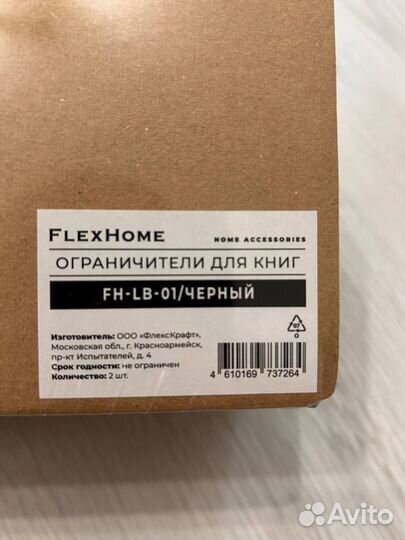 FLEXHOME
HOME ACCESSORIES
ОГРАНИЧИТЕЛИ ДЛЯ КНИГ
FH-LB-01/ЧЕРНЫЙ
Изготовитель: ООО «ФлексКрафт»,
Московская обл., г. Красноармейск,
пр-кт Испытателей, д. 4
Срок годности: не ограничен
Количество: 2 шт.
07
O
4 610169 737264
Avito